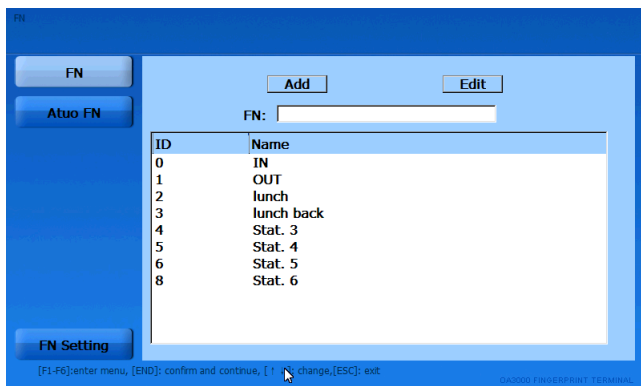 FN
FN
Add Edit
Atuo FN
FN:
ID Name
0 IN
1 OUT
2 lunch
3 lunch back
4 Stat. 3
5 Stat. 4
6 Stat. 5
8 Stat. 6
FN Setting
[F1-F6]:enter menu, [END]: confirm and continue, [ ↑ ]: change,[ESC]: exit
OA3000 FINGERPRINT TERMINAL